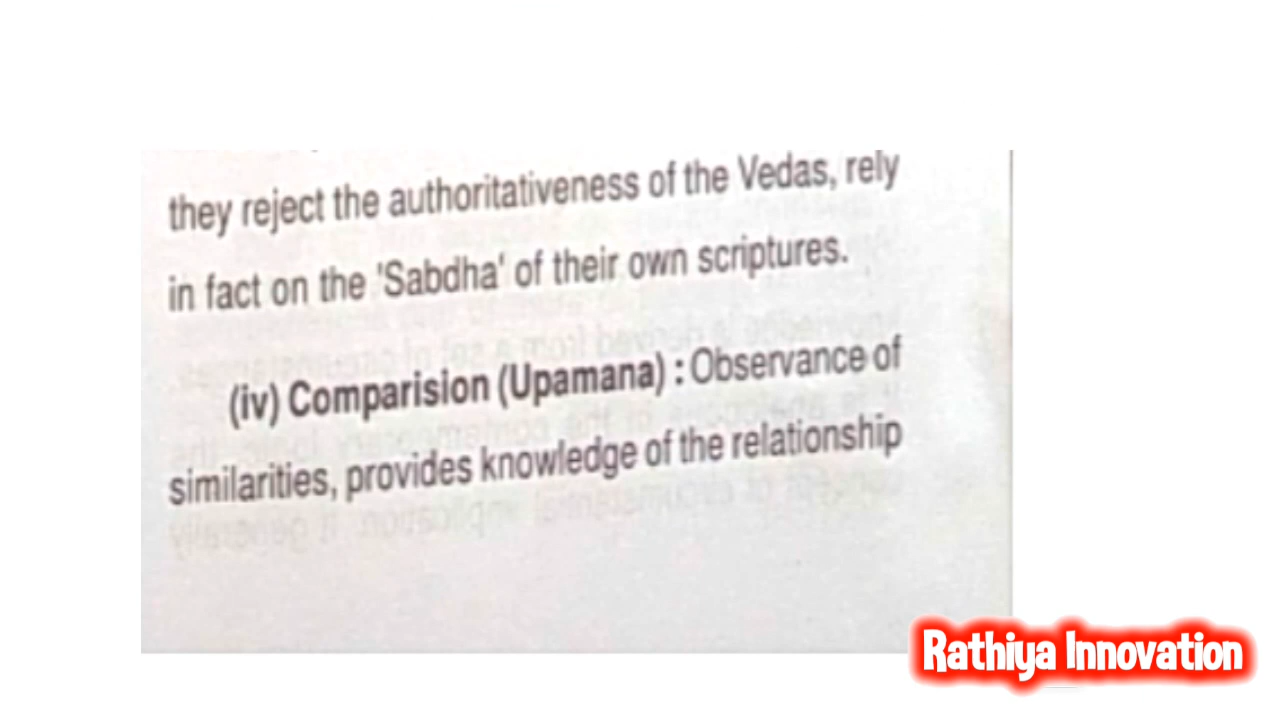 they reject the authoritativeness of the Vedas, rely
in fact on the 'Sabdha' of their own scriptures.
(iv) Comparision (Upamana) : Observance of
similarities, provides knowledge of the relationship
Rathiya Innovation